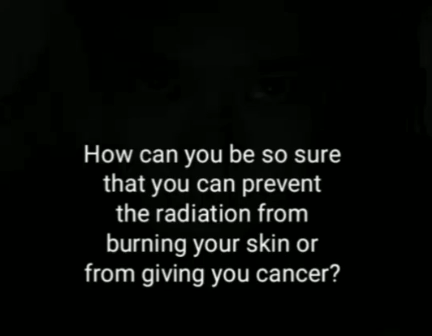 How can you be so sure
that you can prevent
the radiation from
burning your skin or
from giving you cancer?